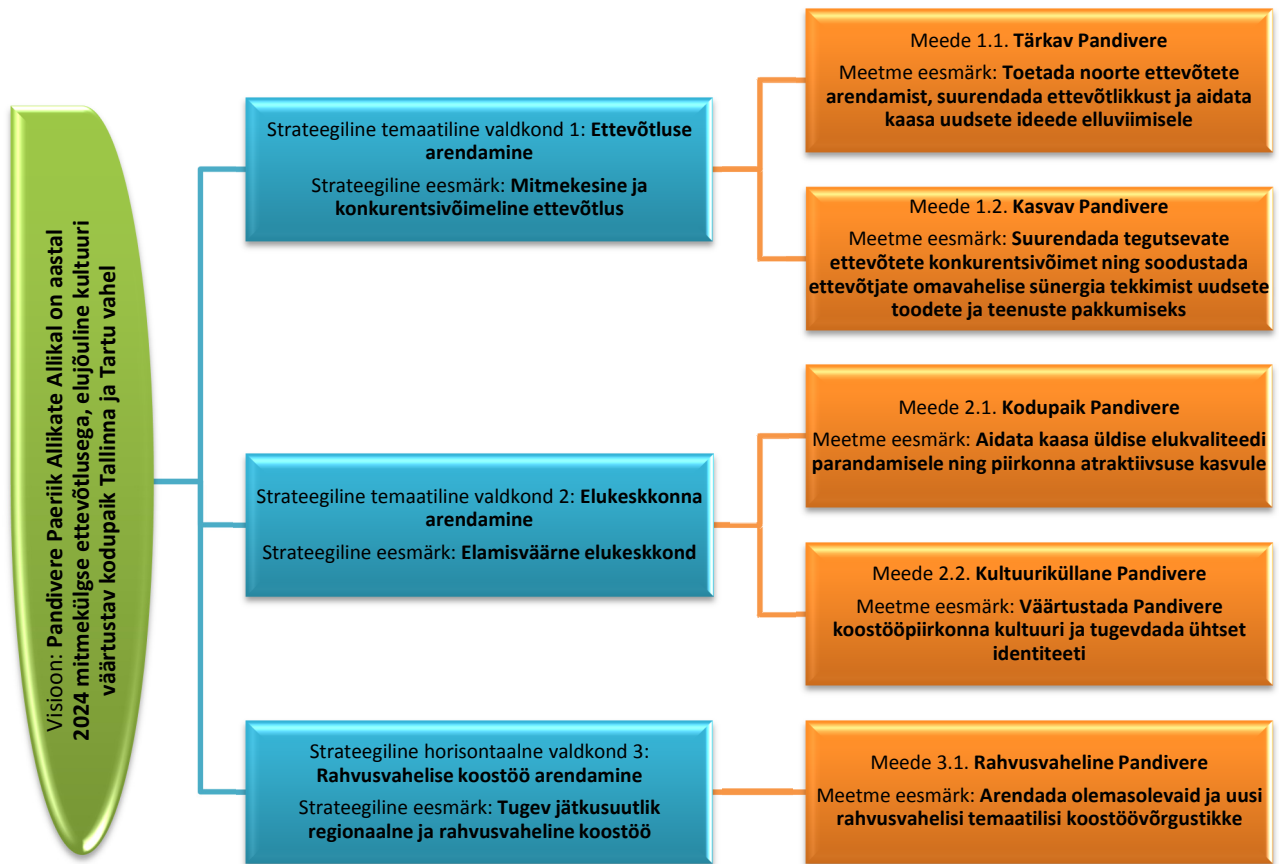 Visioon: Pandivere Paeriik Allikate Allikal on aastal
2024 mitmekülgse ettevõtlusega, elujõuline kultuuri
väärtustav kodupaik Tallinna ja Tartu vahel
Strateegiline temaatiline valdkond 1: Ettevõtluse
arendamine
Strateegiline eesmärk: Mitmekesine ja
konkurentsivõimeline ettevõtlus
Meede 1.1. Tärkav Pandivere
Meetme eesmärk: Toetada noorte ettevõtete
arendamist, suurendada ettevõtlikkust ja aidata
kaasa uudsete ideede elluviimisele
Meede 1.2. Kasvav Pandivere
Meetme eesmärk: Suurendada tegutsevate
ettevõtete konkurentsivõimet ning soodustada
ettevõtjate omavahelise sünergia tekkimist uudsete
toodete ja teenuste pakkumiseks
Strateegiline temaatiline valdkond 2: Elukeskkonna
arendamine
Strateegiline eesmärk: Elamisväärne elukeskkond
Meede 2.1. Kodupaik Pandivere
Meetme eesmärk: Aidata kaasa üldise elukvaliteedi
parandamisele ning piirkonna atraktiivsuse kasvule
Meede 2.2. Kultuuriküllane Pandivere
Meetme eesmärk: Väärtustada Pandivere
koostööpiirkonna kultuuri ja tugevdada ühtset
identiteeti
Strateegiline horisontaalne valdkond 3:
Rahvusvahelise koostöö arendamine
Strateegiline eesmärk: Tugev jätkusuutlik
regionaalne ja rahvusvaheline koostöö
Meede 3.1. Rahvusvaheline Pandivere
Meetme eesmärk: Arendada olemasolevaid ja uusi
rahvusvahelisi temaatilisi koostöövõrgustikke